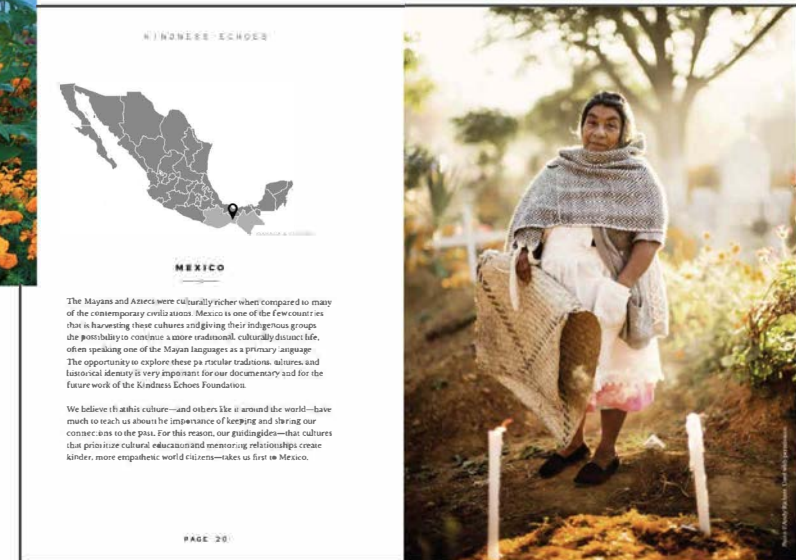 KINDNESS ECHOES
MEXICO
The Mayans and Aztecs were culturally richer when compared to many
of the contemporary civilizations. Mexico is one of the few countries
that is harvesting these cultures and giving their indigenous groups
the possibility to continue a more traditional, culturally distinct life,
often speaking one of the Mayan languages as a primary language
The opportunity to explore these particular traditions, cultures, and
historical identity is very important for our documentary and for the
future work of the Kindness Echoes Foundation.
We believe that this culture—and others like it around the world—have
much to teach us about the importance of keeping and sharing our
connections to the past. For this reason, our guiding idea—that cultures
that prioritize cultural education and mentoring relationships create
kinder, more empathetic world citizens—takes us first to Mexico.
PAGE 20